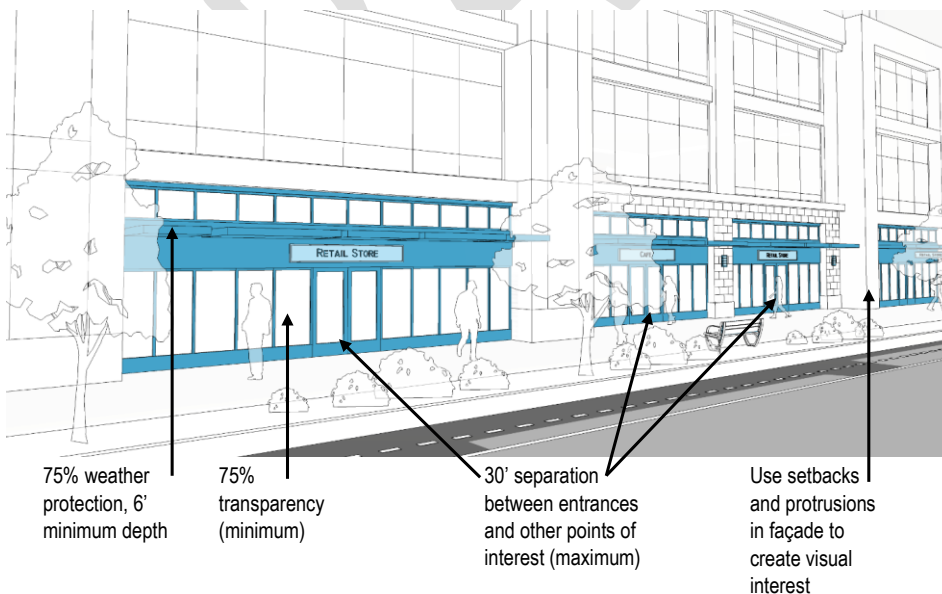 RETAIL STORE
CAFE
RETAIL STORE
75% weather
protection, 6’
minimum depth
75%
transparency
(minimum)
30’ separation
between entrances
and other points of
interest (maximum)
Use setbacks
and protrusions
in façade to
create visual
interest